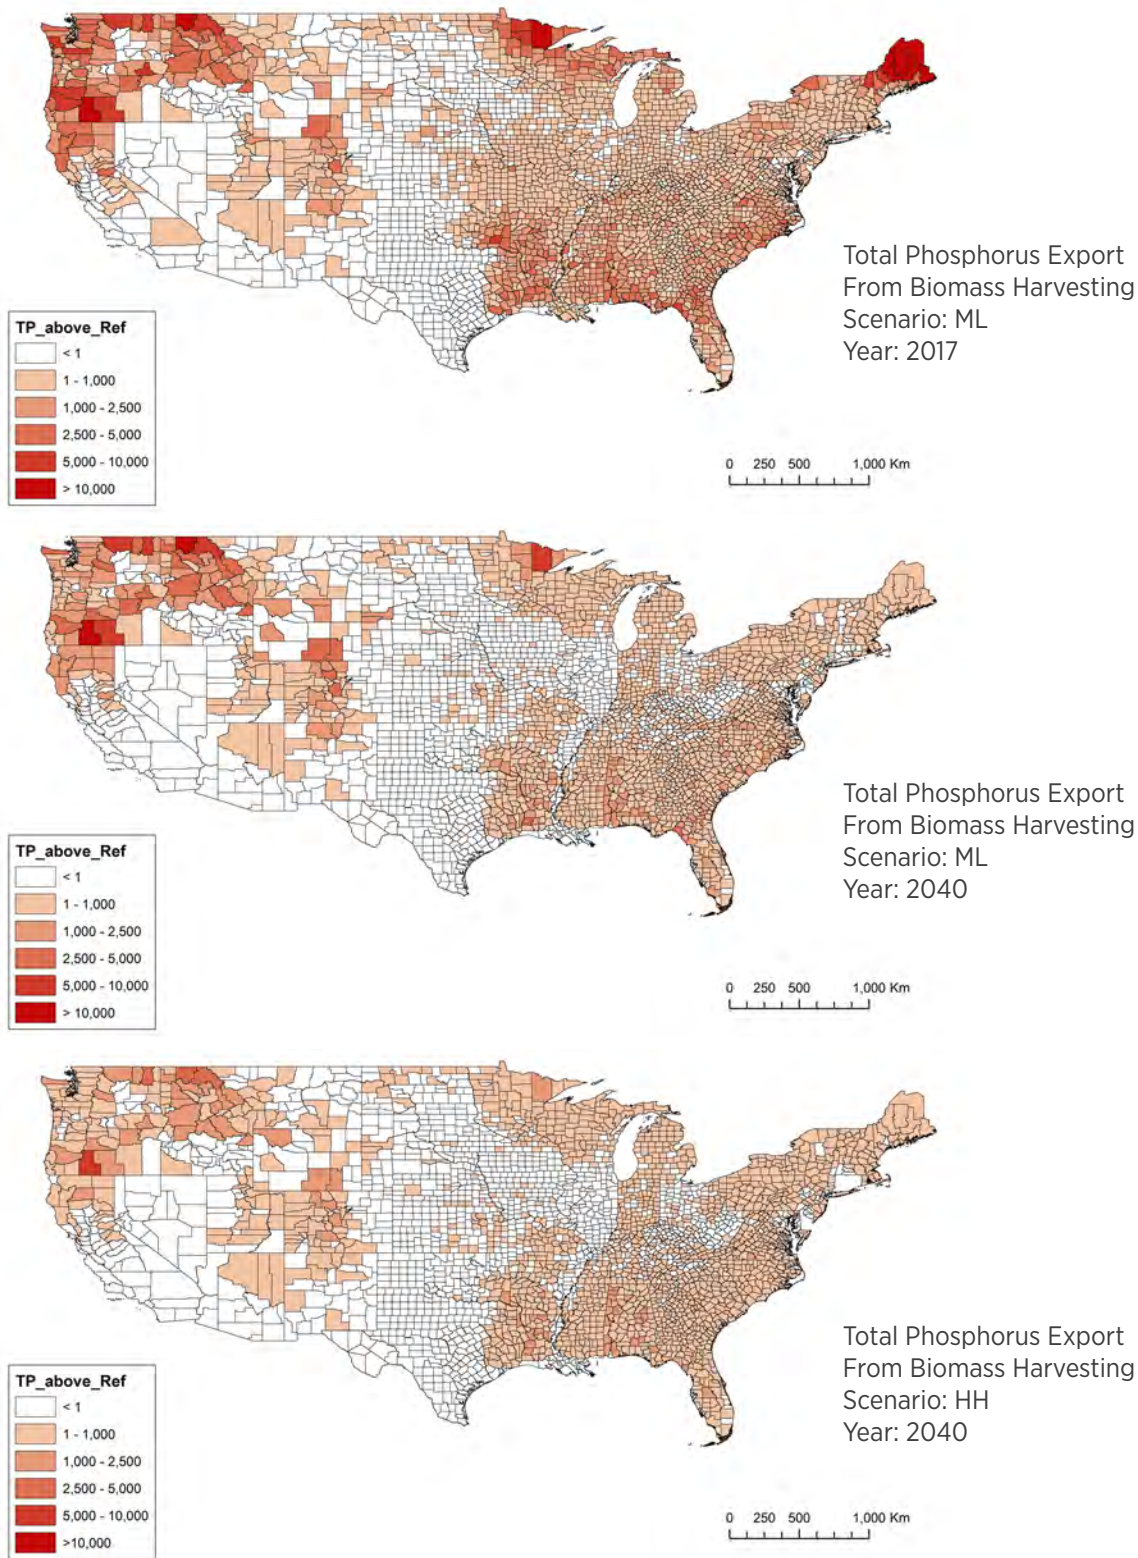 Total Phosphorus Export
From Biomass Harvesting
Scenario: ML
Year: 2017
TP_above_Ref
< 1
1 - 1,000
1,000 - 2,500
2,500 - 5,000
5,000 - 10,000
> 10,000
0 250 500 1,000 Km
Total Phosphorus Export
From Biomass Harvesting
Scenario: ML
Year: 2040
TP_above_Ref
< 1
1 - 1,000
1,000 - 2,500
2,500 - 5,000
5,000 - 10,000
> 10,000
0 250 500 1,000 Km
Total Phosphorus Export
From Biomass Harvesting
Scenario: HH
Year: 2040
TP_above_Ref
< 1
1 - 1,000
1,000 - 2,500
2,500 - 5,000
5,000 - 10,000
>10,000
0 250 500 1,000 Km